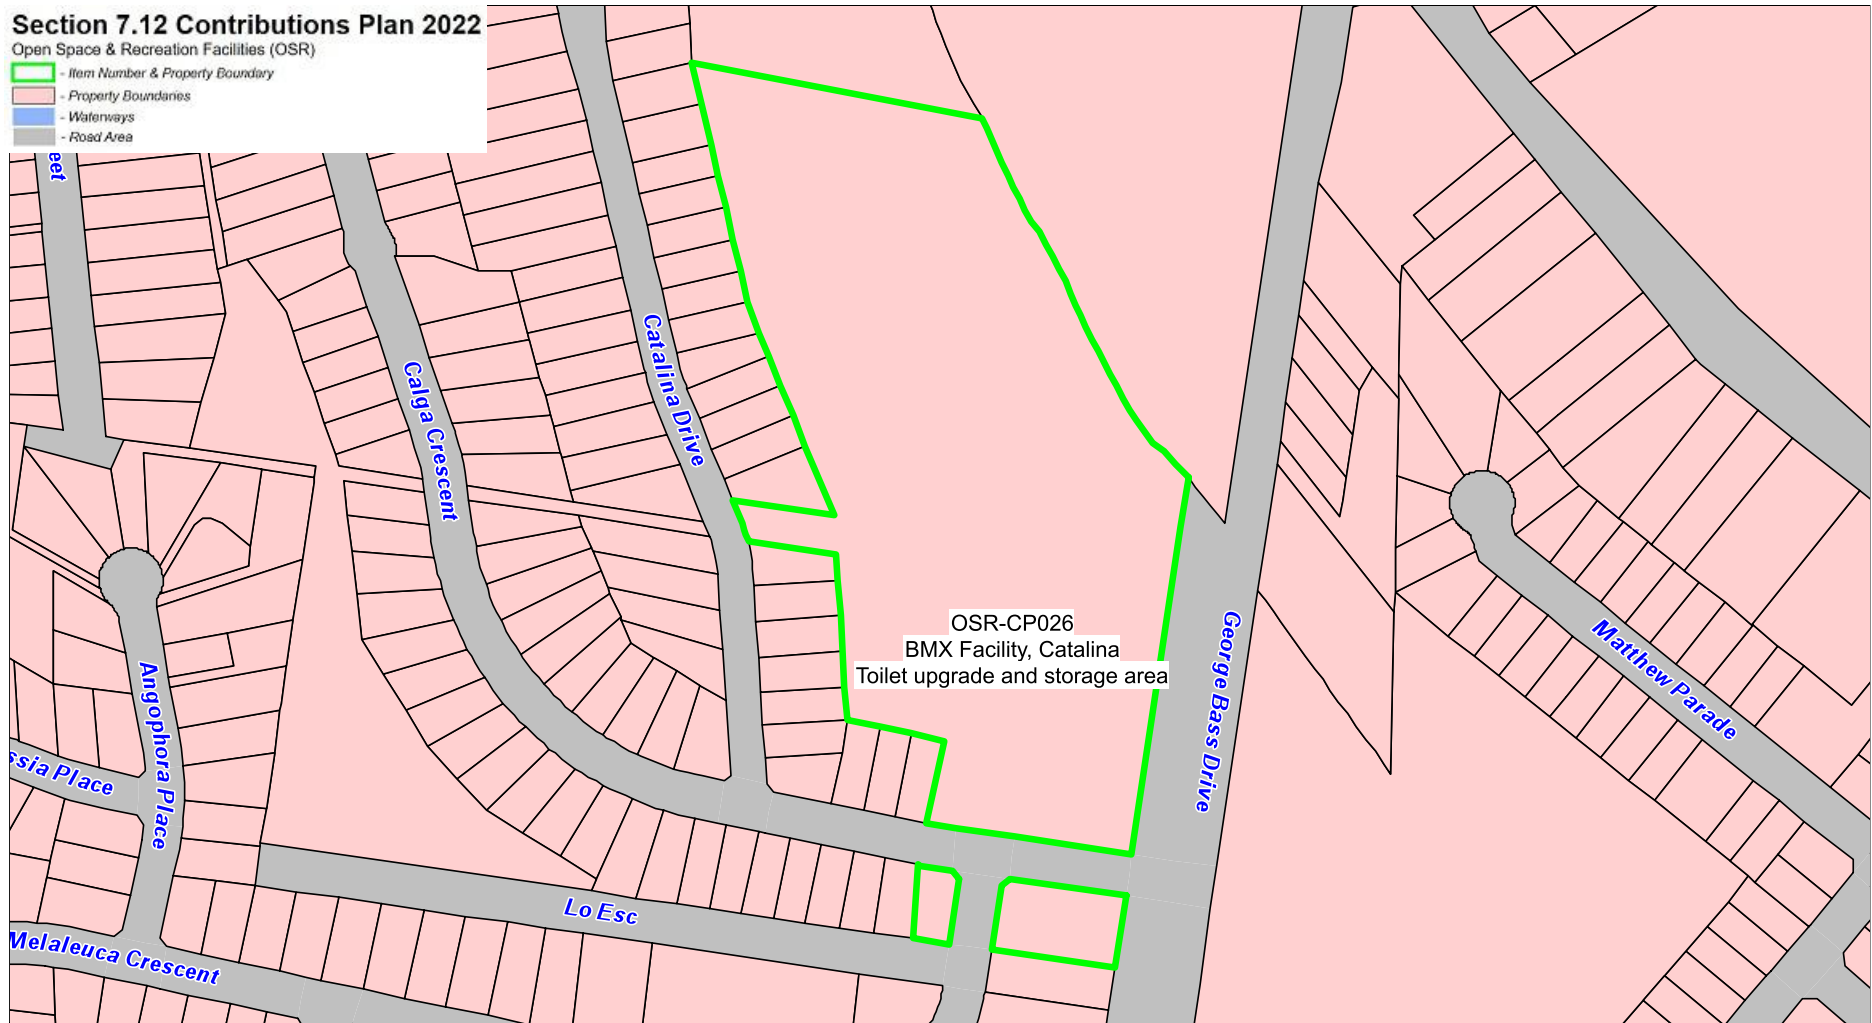 Section 7.12 Contributions Plan 2022
Open Space & Recreation Facilities (OSR)
- Item Number & Property Boundary
- Property Boundaries
- Waterways
- Road Area
eet
Catalina Drive
Calga Crescent
OSR-CP026
BMX Facility, Catalina
Toilet upgrade and storage area
George Bass Drive
Matthew Parade
Angophora Place
ssia Place
Lo Esc
Melaleuca Crescent